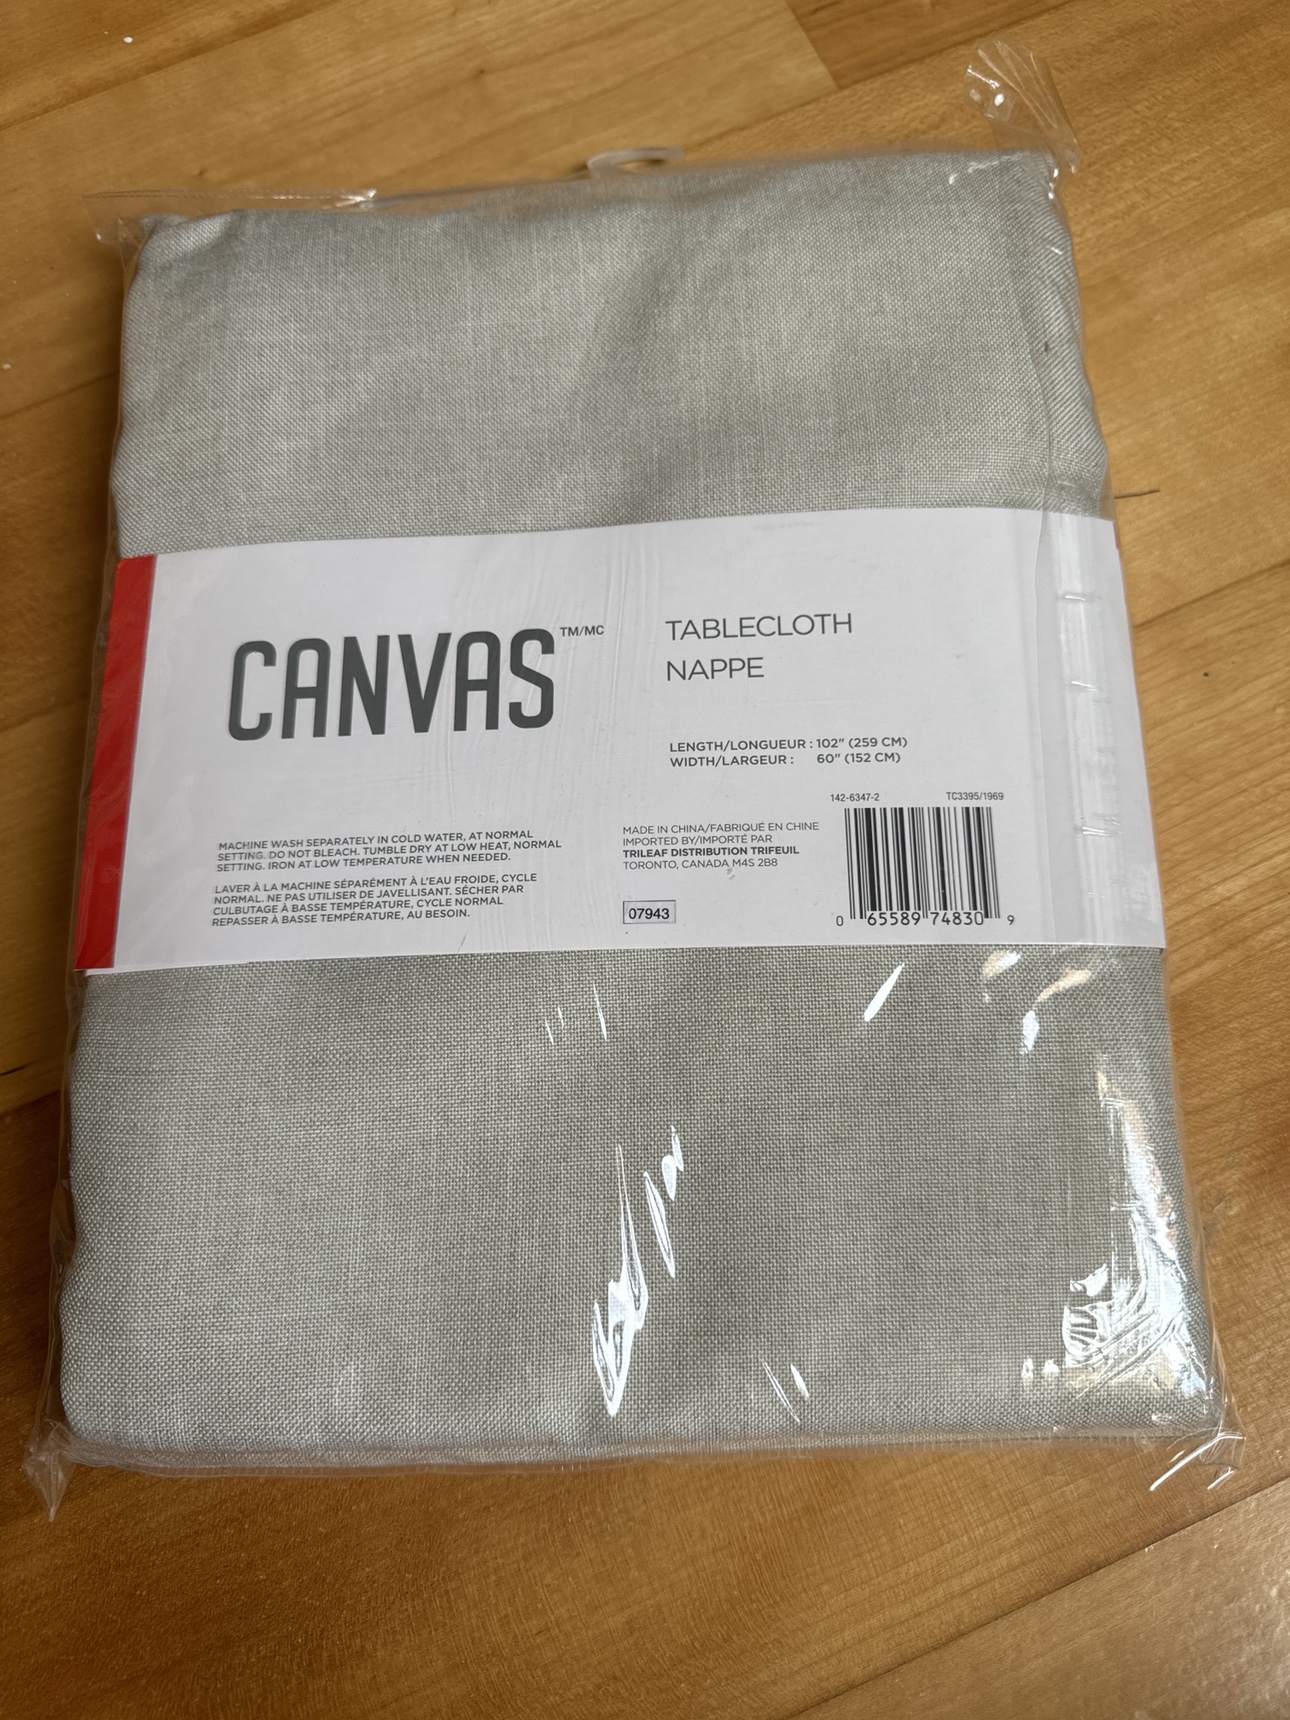 CANVAS TM/MC
TABLECLOTH
NAPPE
LENGTH/LONGUEUR : 102" (259 CM)
WIDTH/LARGEUR : 60" (152 CM)
142-6347-2 TC3395/1969
MACHINE WASH SEPARATELY IN COLD WATER, AT NORMAL
SETTING. DO NOT BLEACH. TUMBLE DRY AT LOW HEAT, NORMAL
SETTING. IRON AT LOW TEMPERATURE WHEN NEEDED.
LAVER À LA MACHINE SÉPARÉMENT À L'EAU FROIDE, CYCLE
NORMAL. NE PAS UTILISER DE JAVELLISANT. SÉCHER PAR
CULBUTAGE À BASSE TEMPÉRATURE, CYCLE NORMAL
REPASSER À BASSE TEMPÉRATURE, AU BESOIN.
MADE IN CHINA/FABRIQUÉ EN CHINE
IMPORTED BY/IMPORTÉ PAR
TRILEAF DISTRIBUTION TRIFEUIL
TORONTO, CANADA M4S 2B8
07943
0 65589 74830 9